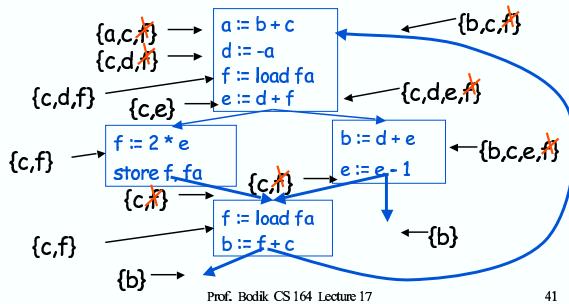 a := b + c
{b,c,f}
{a,c,f}
d := -a
{c,d,f}
f := load fa
{c,d,f}
{c,d,e,f}
{c,e}
e := d + f
f := 2 * e
b := d + e
{c,f}
{b,c,e,f}
store f, fa
{c,f}
e := e - 1
{c,f}
f := load fa
{c,f}
b := f + c
{b}
{b}
Prof. Bodik CS 164 Lecture 17
41